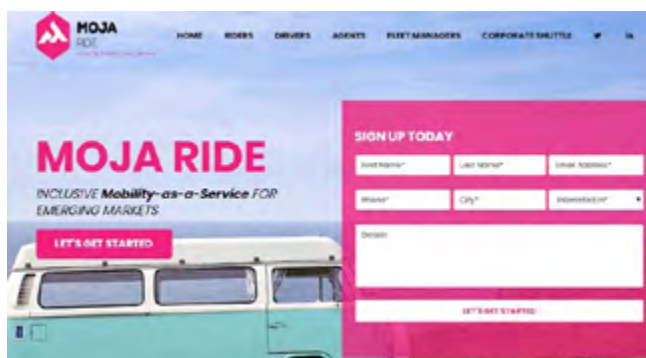 MOJA
RIDE
HOME RIDERS DRIVERS AGENTS FLEET MANAGERS CORPORATE SHUTTLE in
SIGN UP TODAY
MOJA RIDE
First Name* Last Name* Email Address*
INCLUSIVE Mobility-as-a-Service FOR
EMERGING MARKETS
Phone* City* Interested In*
LET'S GET STARTED
Details
LET'S GET STARTED